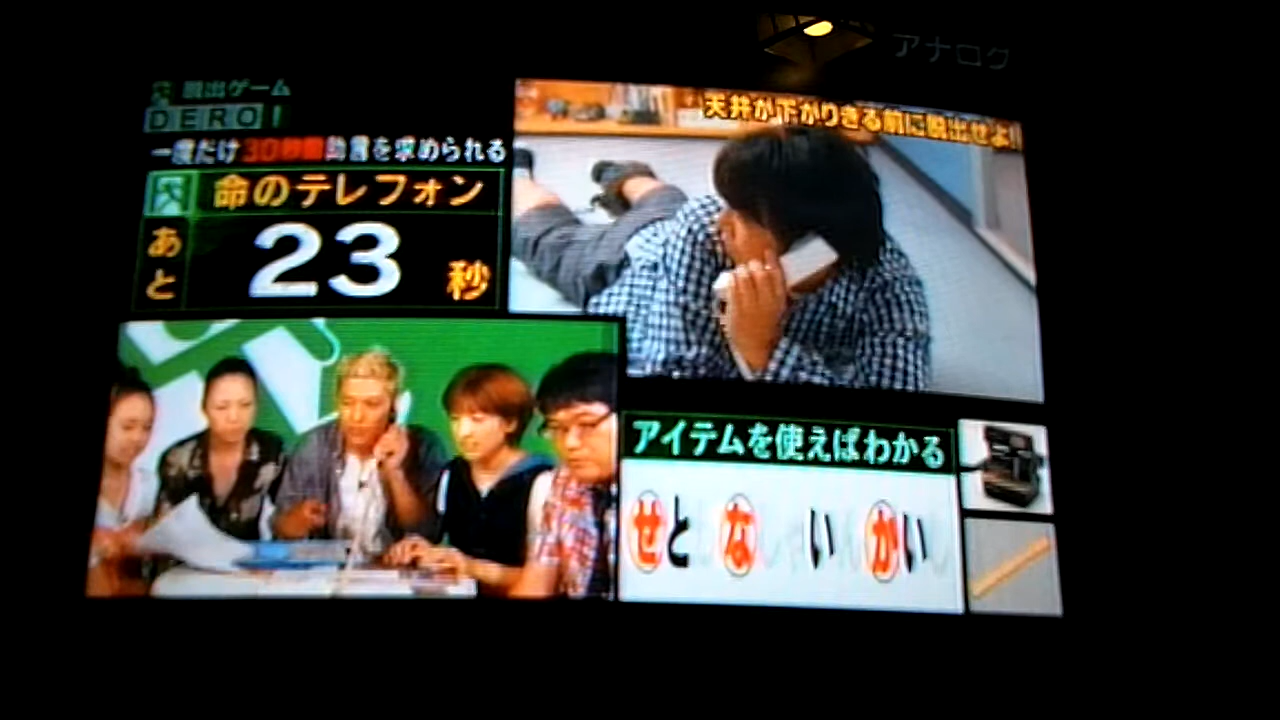 アナログ
脱出ゲーム
DERO!
一度だけ30秒間助言を求められる
命のテレフォン
あと
23秒
天井が下がりきる前に脱出せよ!
アイテムを使えばわかる
せとないかい